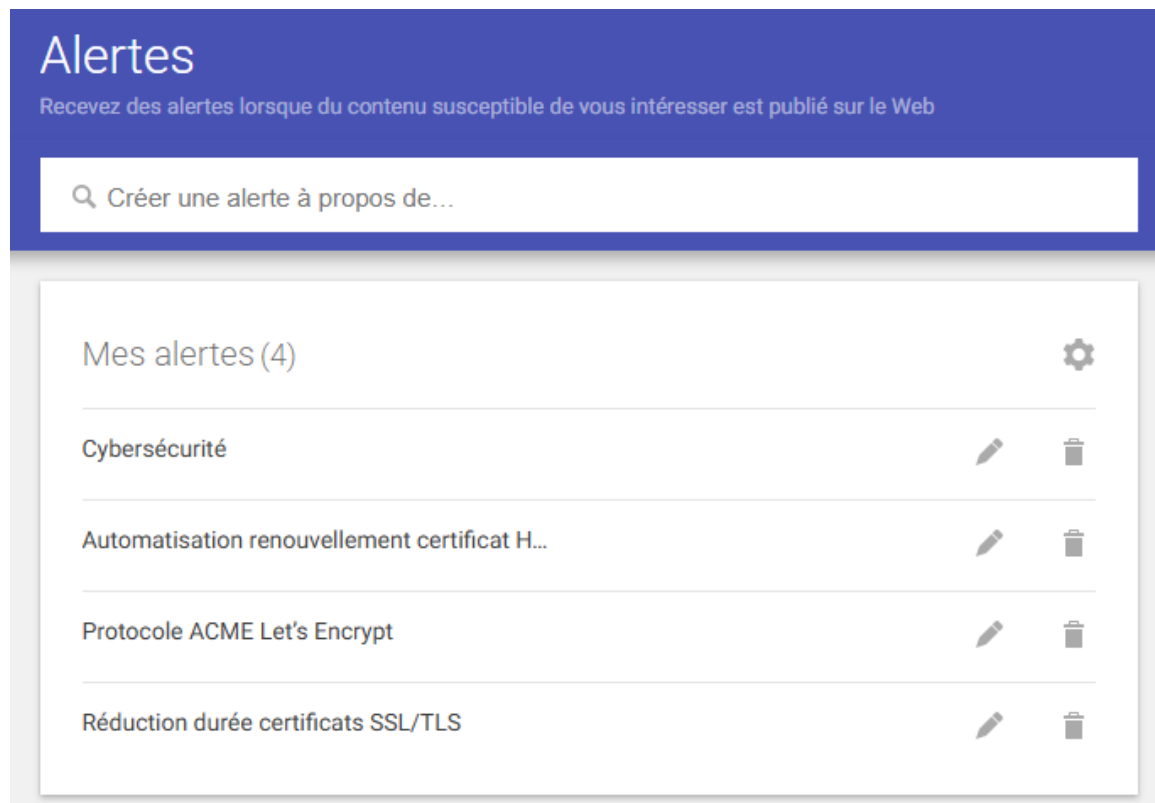 Alertes
Recevez des alertes lorsque du contenu susceptible de vous intéresser est publié sur le Web
Créer une alerte à propos de...
Mes alertes (4)
Cybersécurité
Automatisation renouvellement certificat H...
Protocole ACME Let’s Encrypt
Réduction durée certificats SSL/TLS